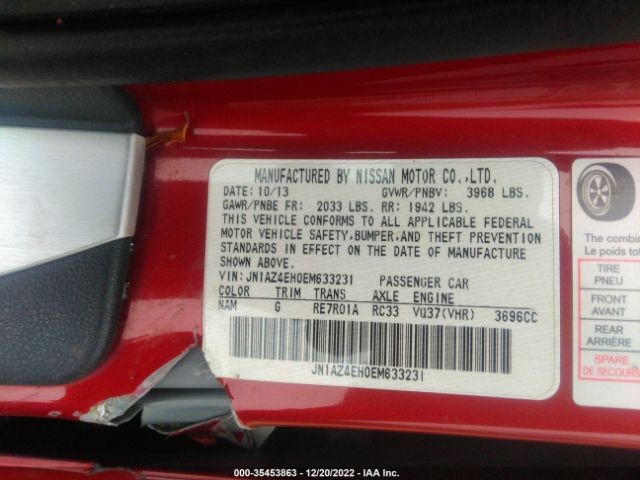 MANUFACTURED BY NISSAN MOTOR CO.,LTD.
DATE: 10/13 GVWR/PNBV: 3968 LBS.
GAWR/PNBE FR: 2033 LBS. RR: 1942 LBS.
THIS VEHICLE CONFORMS TO ALL APPLICABLE FEDERAL
MOTOR VEHICLE SAFETY,BUMPER,AND THEFT PREVENTION
STANDARDS IN EFFECT ON THE DATE OF MANUFACTURE
SHOWN ABOVE.
VIN: JN1AZ4EH0EM633231 PASSENGER CAR
COLOR TRIM TRANS AXLE ENGINE
NAM G RE7R01A RC33 VQ37(VHR) 3696CC
JN1AZ4EH0EM633231
The combin
Le poids tot
TIRE
PNEU
FRONT
AVANT
REAR
ARRIÈRE
SPARE
DE SECOURS
000-35453863 - 12/20/2022 - IAA Inc.